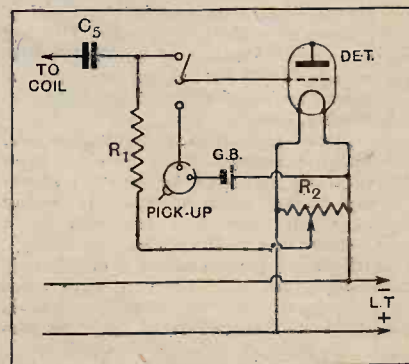 C5
DET.
TO
COIL
R1
G.B.
R2
PICK-UP
−
L.T
+